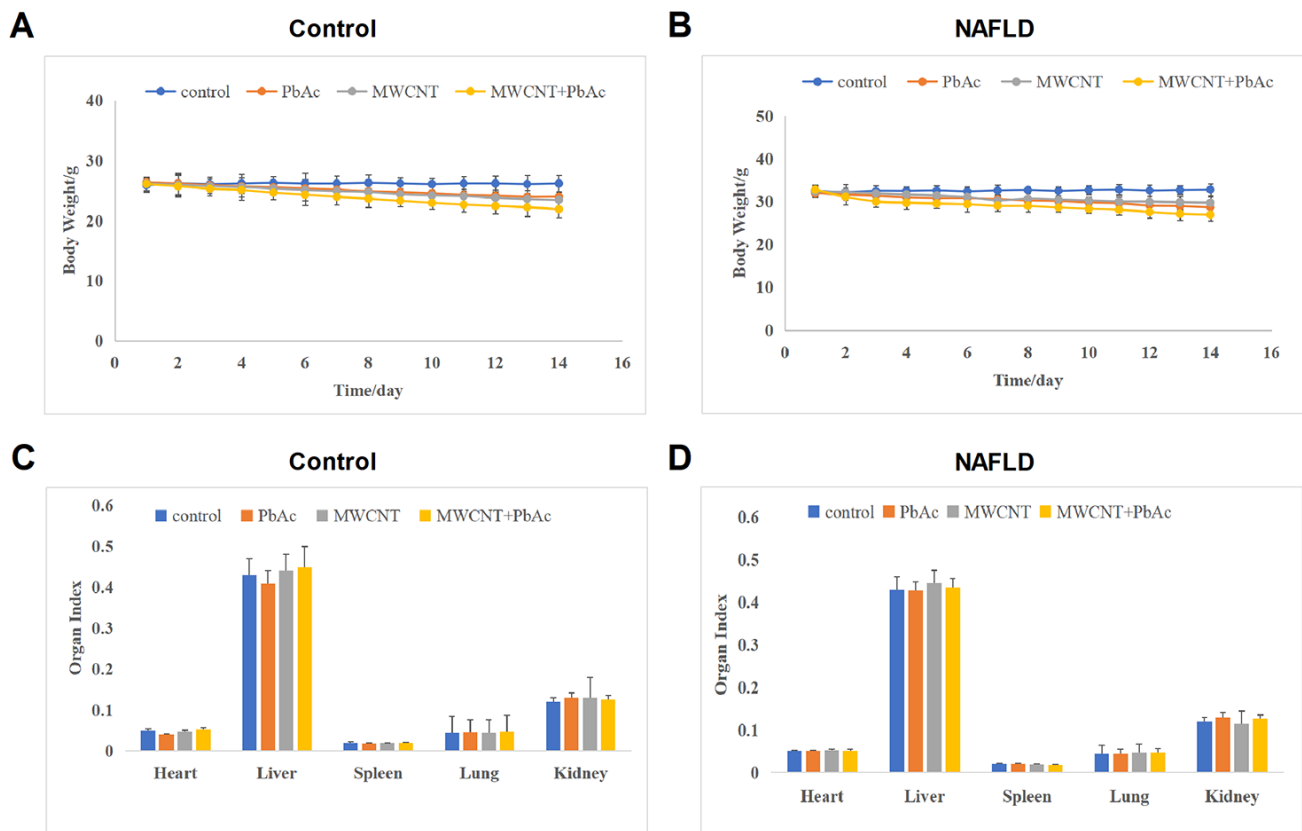 A
Control
control PbAc MWCNT MWCNT+PbAc
Body Weight/g
40
30
20
10
0
0 2 4 6 8 10 12 14 16
Time/day
B
NAFLD
control PbAc MWCNT MWCNT+PbAc
Body Weight/g
50
40
30
20
10
0
0 2 4 6 8 10 12 14 16
Time/day
C
Control
control PbAc MWCNT MWCNT+PbAc
Organ Index
0.6
0.5
0.4
0.3
0.2
0.1
0
Heart Liver Spleen Lung Kidney
D
NAFLD
control PbAc MWCNT MWCNT+PbAc
Organ Index
0.6
0.5
0.4
0.3
0.2
0.1
0
Heart Liver Spleen Lung Kidney